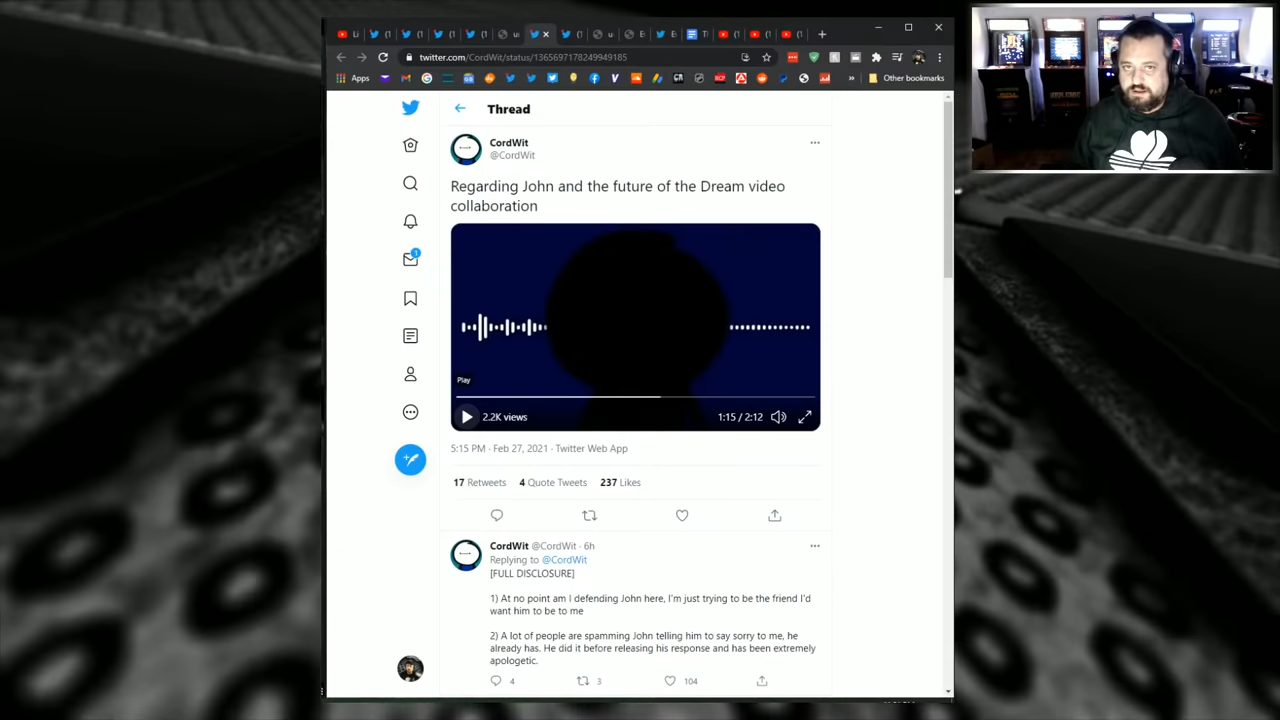 twitter.com/CordWit/status/1365697178249949185
Apps
Other bookmarks
Thread
CordWit
@CordWit
Regarding John and the future of the Dream video
collaboration
Play
2.2K views
1:15 / 2:12
5:15 PM · Feb 27, 2021 · Twitter Web App
17 Retweets 4 Quote Tweets 237 Likes
CordWit @CordWit · 6h
Replying to @CordWit
[FULL DISCLOSURE]
1) At no point am I defending John here, I'm just trying to be the friend I'd
want him to be to me
2) A lot of people are spamming John telling him to say sorry to me, he
already has. He did it before releasing his response and has been extremely
apologetic.
4 3 104